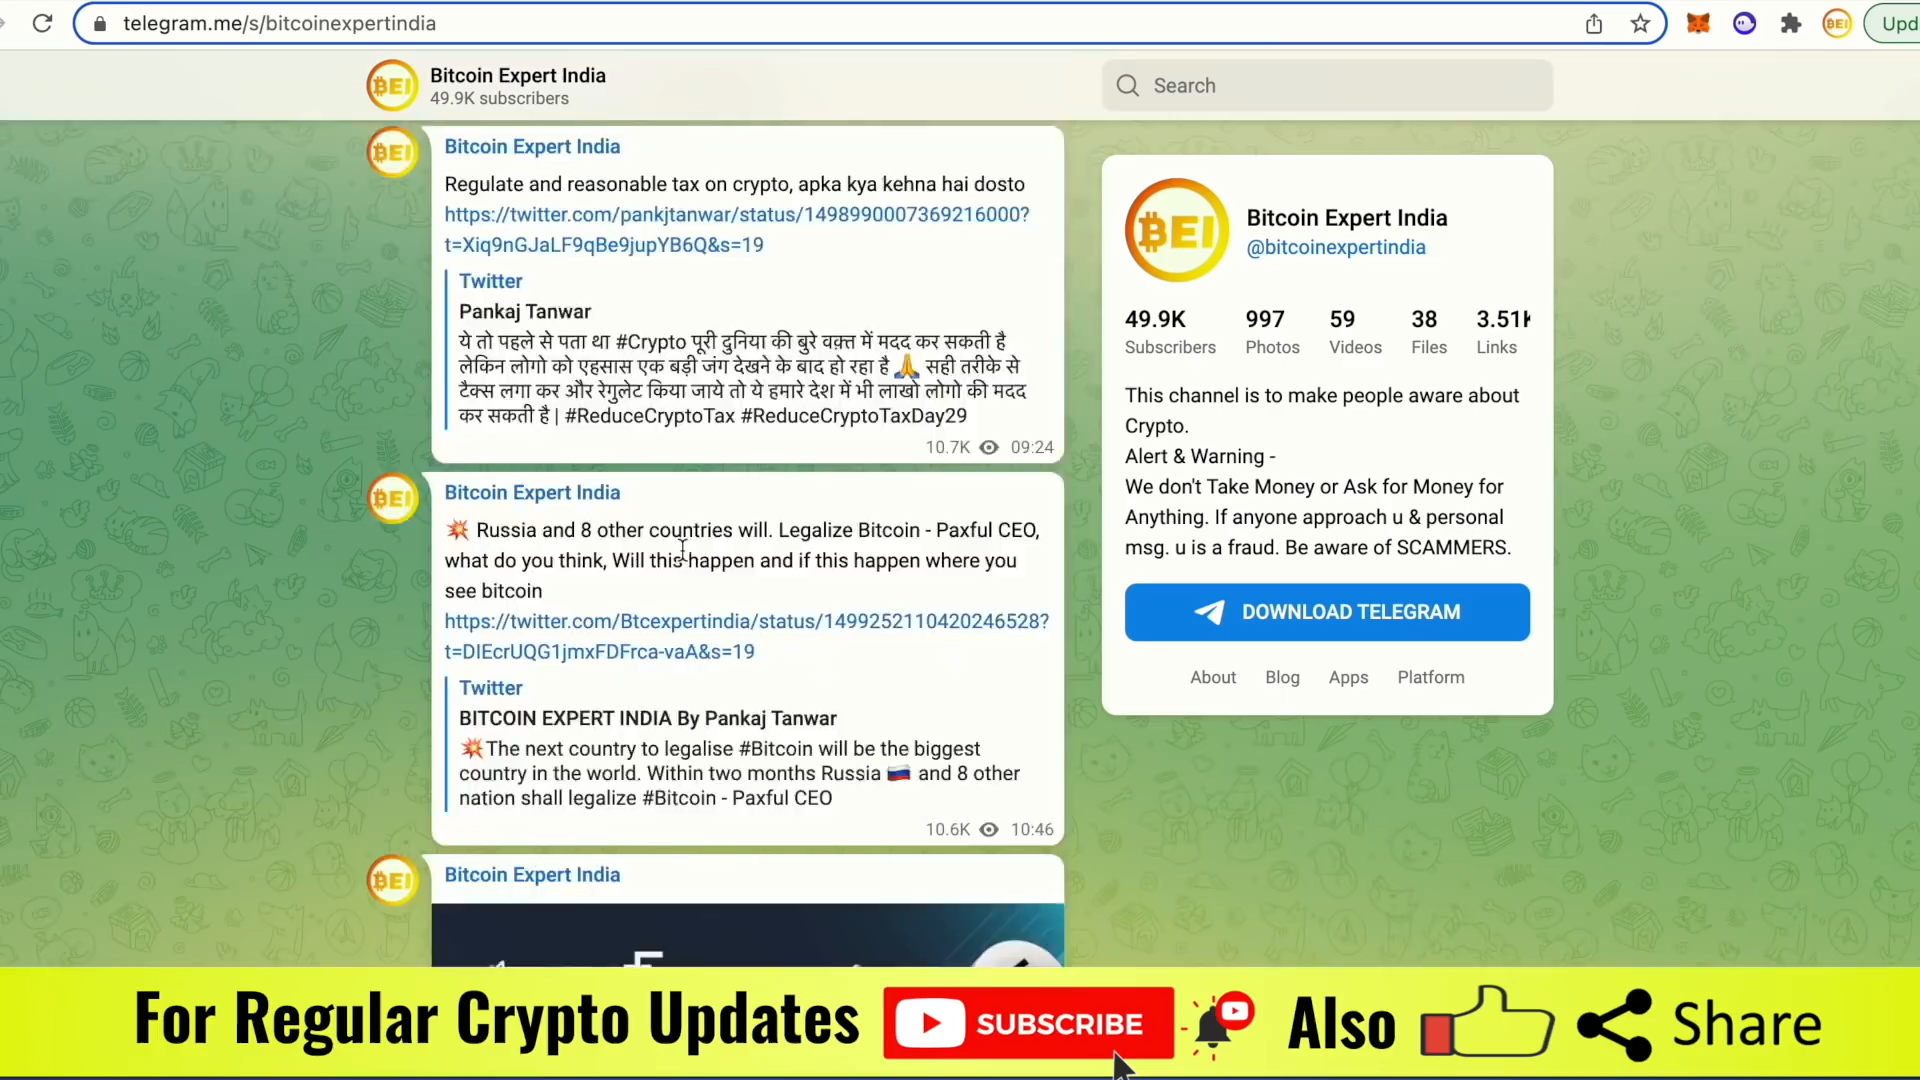 telegram.me/s/bitcoinexpertindia
BEI
Upd
BEI
Bitcoin Expert India
49.9K subscribers
Search
BEI
Bitcoin Expert India
Regulate and reasonable tax on crypto, apka kya kehna hai dosto
https://twitter.com/pankjtanwar/status/1498990007369216000?
t=Xiq9nGJaLF9qBe9jupYB6Q&s=19
Twitter
Pankaj Tanwar
ये तो पहले से पता था #Crypto पूरी दुनिया की बुरे वक़्त में मदद कर सकती है
लेकिन लोगो को एहसास एक बड़ी जंग देखने के बाद हो रहा है🙏 सही तरीके से
टैक्स लगा कर और रेगुलेट किया जाये तो ये हमारे देश में भी लाखो लोगो की मदद
कर सकती है | #ReduceCryptoTax #ReduceCryptoTaxDay29
10.7K 09:24
BEI
Bitcoin Expert India
💥 Russia and 8 other countries will. Legalize Bitcoin - Paxful CEO,
what do you think, Will this happen and if this happen where you
see bitcoin
https://twitter.com/Btcexpertindia/status/1499252110420246528?
t=DIEcrUQG1jmxFDFrca-vaA&s=19
Twitter
BITCOIN EXPERT INDIA By Pankaj Tanwar
💥The next country to legalise #Bitcoin will be the biggest
country in the world. Within two months Russia 🇷🇺 and 8 other
nation shall legalize #Bitcoin - Paxful CEO
10.6K 10:46
BEI
Bitcoin Expert India
BEI
Bitcoin Expert India
@bitcoinexpertindia
49.9K 997 59 38 3.51K
Subscribers Photos Videos Files Links
This channel is to make people aware about
Crypto.
Alert & Warning -
We don't Take Money or Ask for Money for
Anything. If anyone approach u & personal
msg. u is a fraud. Be aware of SCAMMERS.
DOWNLOAD TELEGRAM
About Blog Apps Platform
For Regular Crypto Updates SUBSCRIBE Also Share